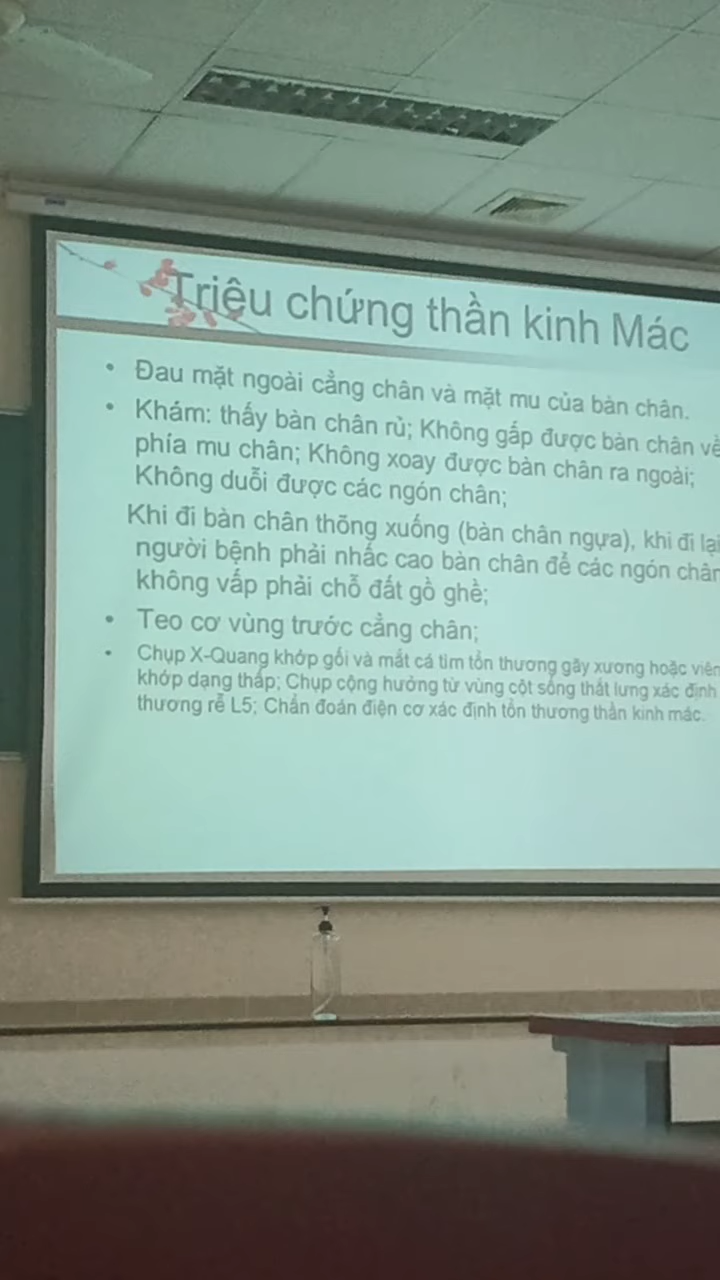 Triệu chứng thần kinh Mác
• Đau mặt ngoài cẳng chân và mặt mu của bàn chân.
• Khám: thấy bàn chân rủ; Không gấp được bàn chân về
phía mu chân; Không xoay được bàn chân ra ngoài;
Không duỗi được các ngón chân;
Khi đi bàn chân thõng xuống (bàn chân ngựa), khi đi lại
người bệnh phải nhấc cao bàn chân để các ngón chân
không vấp phải chỗ đất gồ ghề;
• Teo cơ vùng trước cẳng chân;
• Chụp X-Quang khớp gối và mắt cá tìm tổn thương gãy xương hoặc viêm
khớp dạng thấp; Chụp cộng hưởng từ vùng cột sống thắt lưng xác định
thương rễ L5; Chẩn đoán điện cơ xác định tổn thương thần kinh mác.